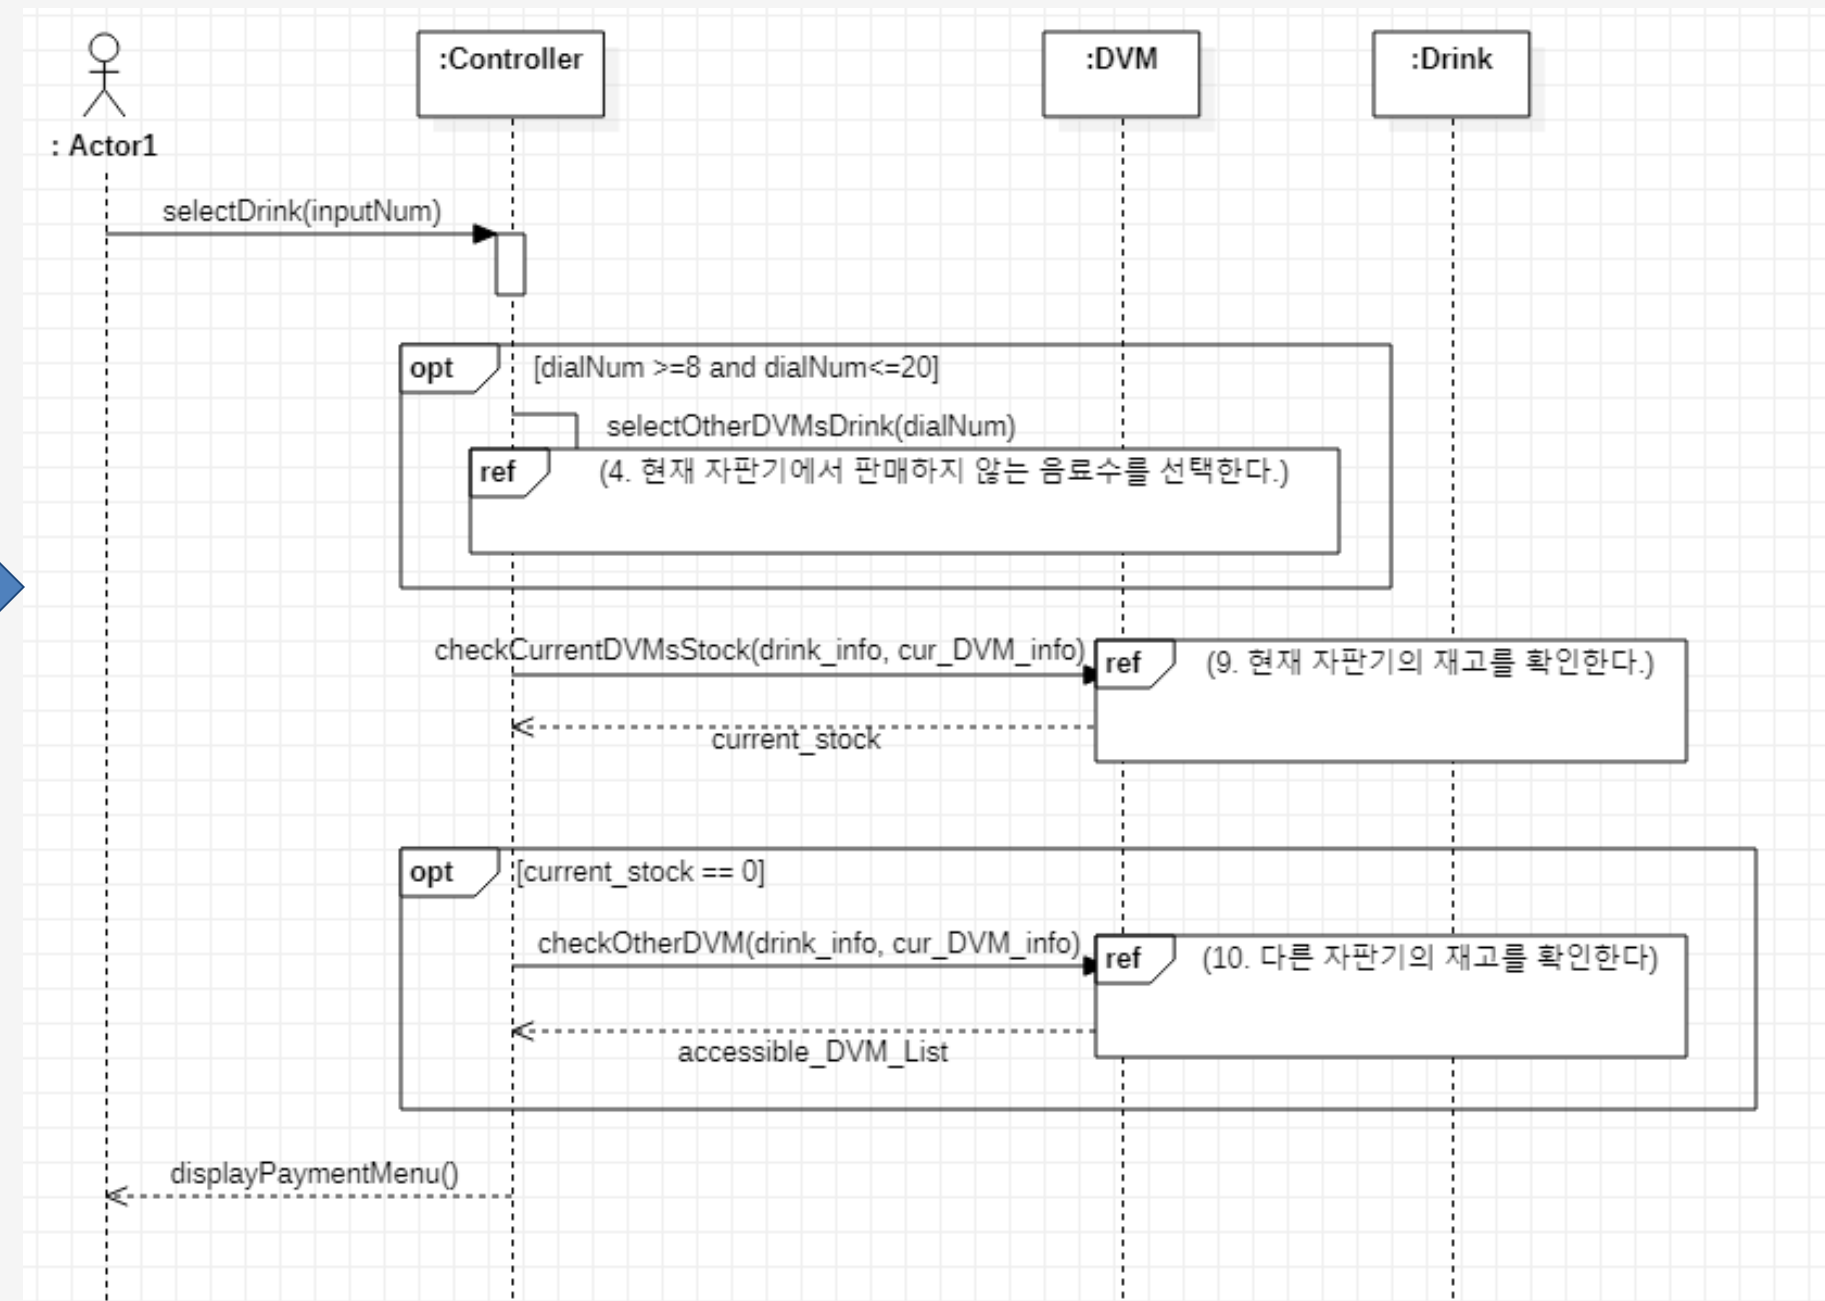 :Controller
:DVM
:Drink
: Actor1
selectDrink(inputNum)
opt
[dialNum >=8 and dialNum<=20]
selectOtherDVMsDrink(dialNum)
ref
(4. 현재 자판기에서 판매하지 않는 음료수를 선택한다.)
checkCurrentDVMsStock(drink_info, cur_DVM_info)
ref
(9. 현재 자판기의 재고를 확인한다.)
current_stock
opt
[current_stock == 0]
checkOtherDVM(drink_info, cur_DVM_info)
ref
(10. 다른 자판기의 재고를 확인한다)
accessible_DVM_List
displayPaymentMenu()